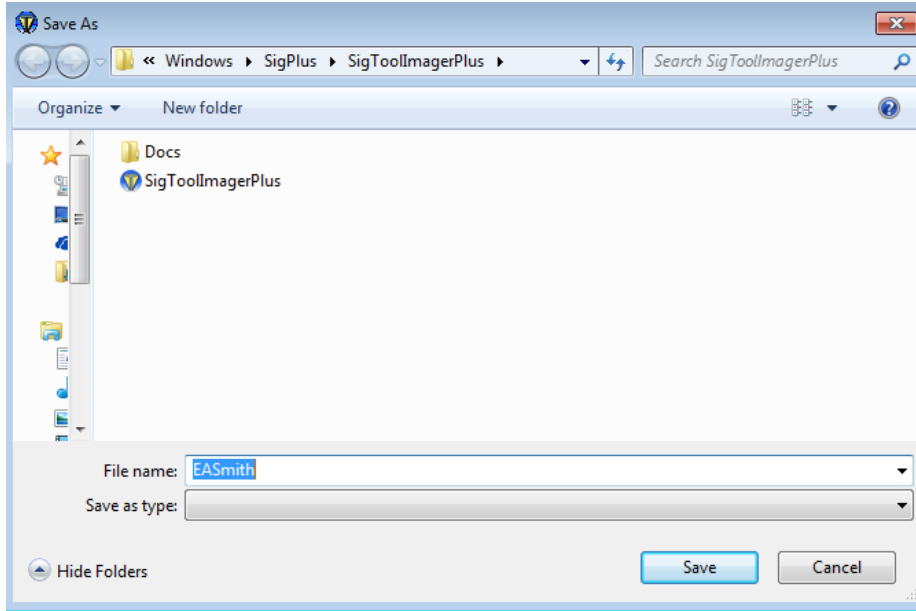 Save As
« Windows SigPlus SigToolImagerPlus Search SigToolImagerPlus
Organize New folder
Docs
SigToolImagerPlus
File name: EASmith
Save as type:
Hide Folders Save Cancel